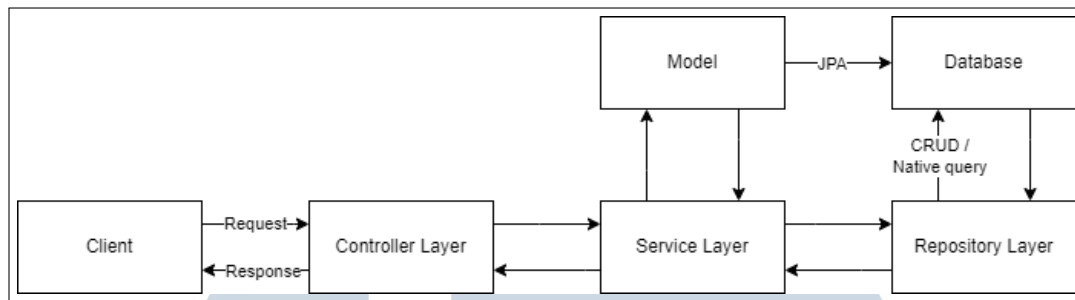 Model
JPA
Database
CRUD /
Native query
Client
Request
Response
Controller Layer
Service Layer
Repository Layer